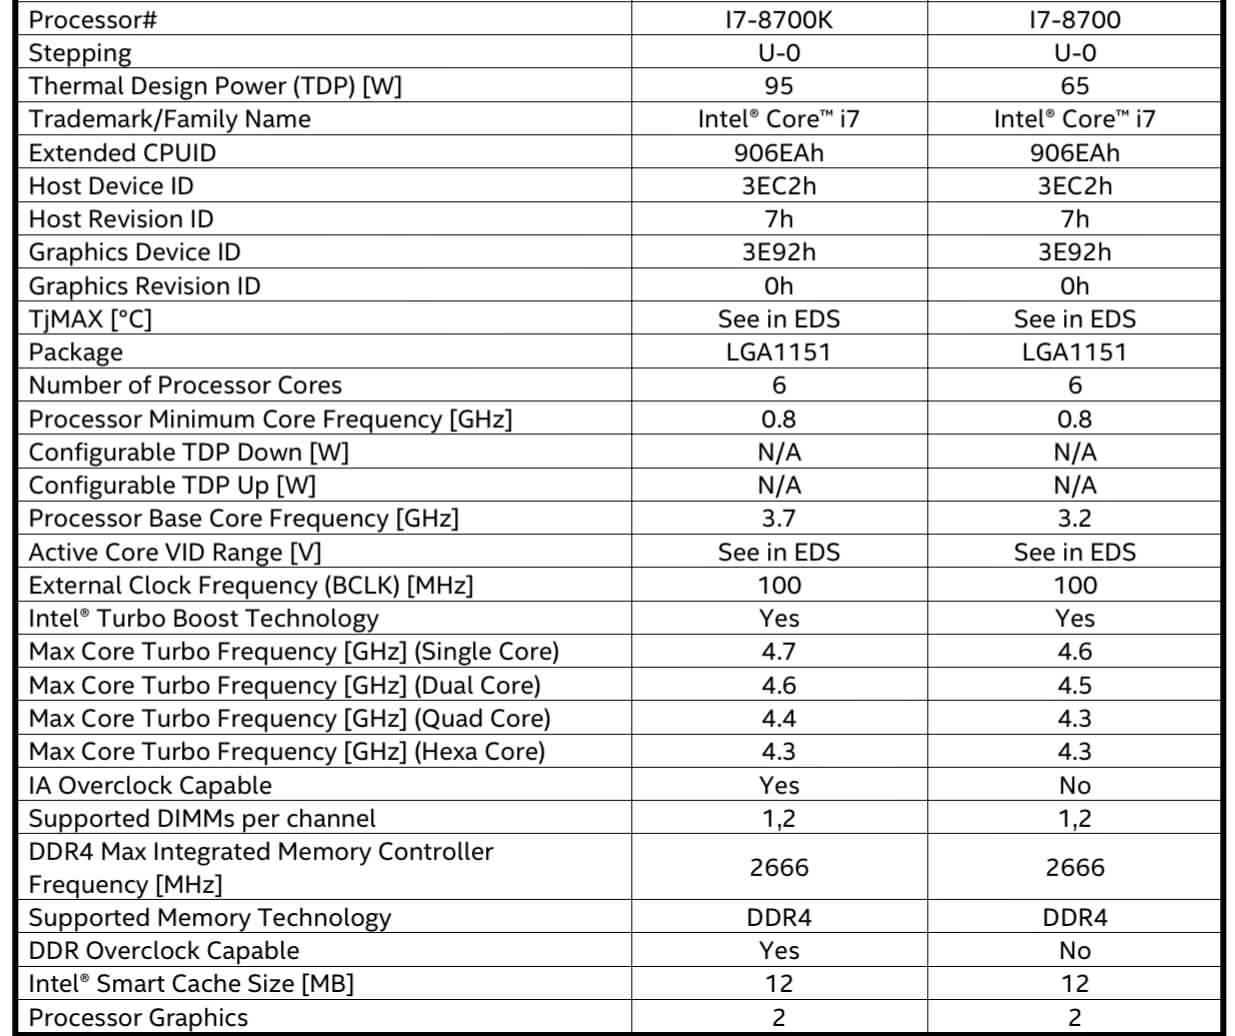 Processor# I7-8700K I7-8700
Stepping U-0 U-0
Thermal Design Power (TDP) [W] 95 65
Trademark/Family Name Intel® Core™ i7 Intel® Core™ i7
Extended CPUID 906EAh 906EAh
Host Device ID 3EC2h 3EC2h
Host Revision ID 7h 7h
Graphics Device ID 3E92h 3E92h
Graphics Revision ID 0h 0h
TjMAX [°C] See in EDS See in EDS
Package LGA1151 LGA1151
Number of Processor Cores 6 6
Processor Minimum Core Frequency [GHz] 0.8 0.8
Configurable TDP Down [W] N/A N/A
Configurable TDP Up [W] N/A N/A
Processor Base Core Frequency [GHz] 3.7 3.2
Active Core VID Range [V] See in EDS See in EDS
External Clock Frequency (BCLK) [MHz] 100 100
Intel® Turbo Boost Technology Yes Yes
Max Core Turbo Frequency [GHz] (Single Core) 4.7 4.6
Max Core Turbo Frequency [GHz] (Dual Core) 4.6 4.5
Max Core Turbo Frequency [GHz] (Quad Core) 4.4 4.3
Max Core Turbo Frequency [GHz] (Hexa Core) 4.3 4.3
IA Overclock Capable Yes No
Supported DIMMs per channel 1,2 1,2
DDR4 Max Integrated Memory Controller
Frequency [MHz] 2666 2666
Supported Memory Technology DDR4 DDR4
DDR Overclock Capable Yes No
Intel® Smart Cache Size [MB] 12 12
Processor Graphics 2 2